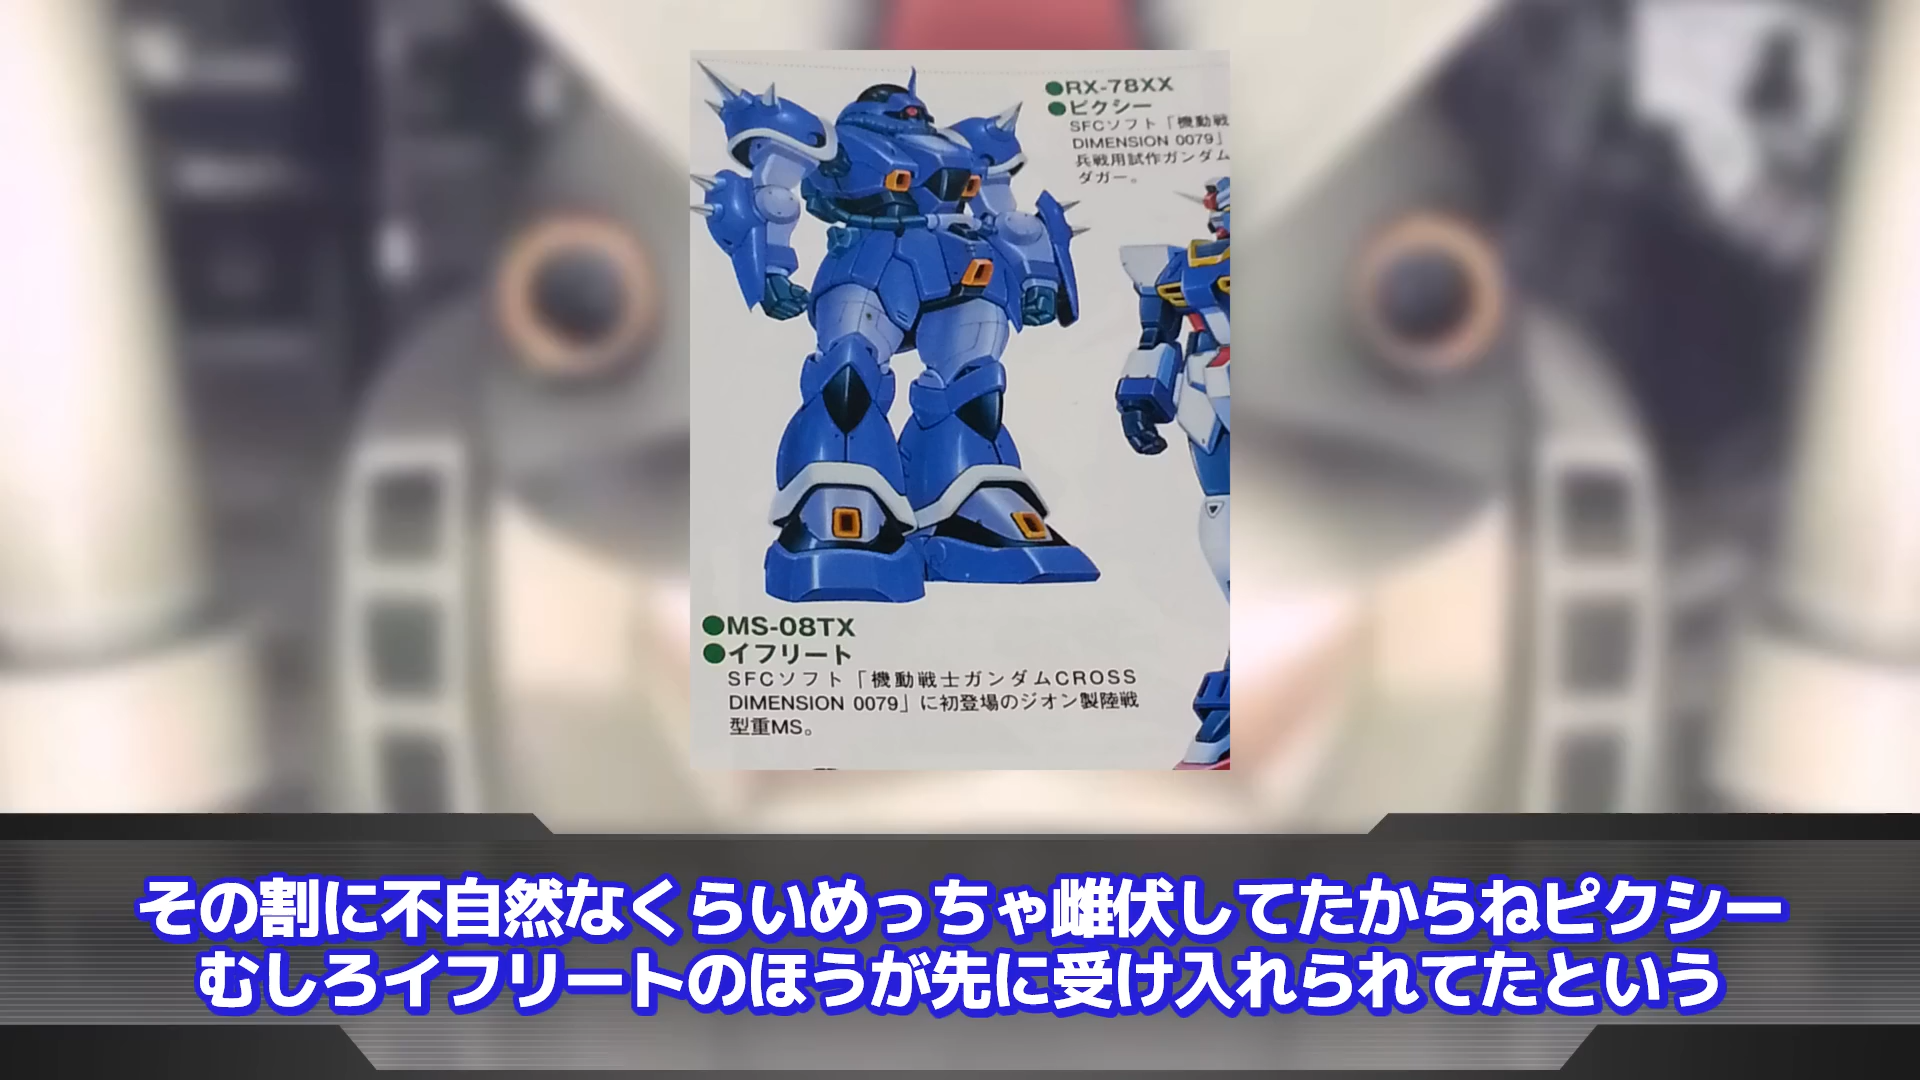 ●RX-78XX
●ピクシー
SFCソフト「機動戦
DIMENSION 0079」
兵戦用試作ガンダム
ダガー。
●MS-08TX
●イフリート
SFCソフト「機動戦士ガンダムCROSS
DIMENSION 0079」に初登場のジオン製陸戦
型重MS。
その割に不自然なくらいめっちゃ雌伏してたからねピクシー
むしろイフリートのほうが先に受け入れられてたという